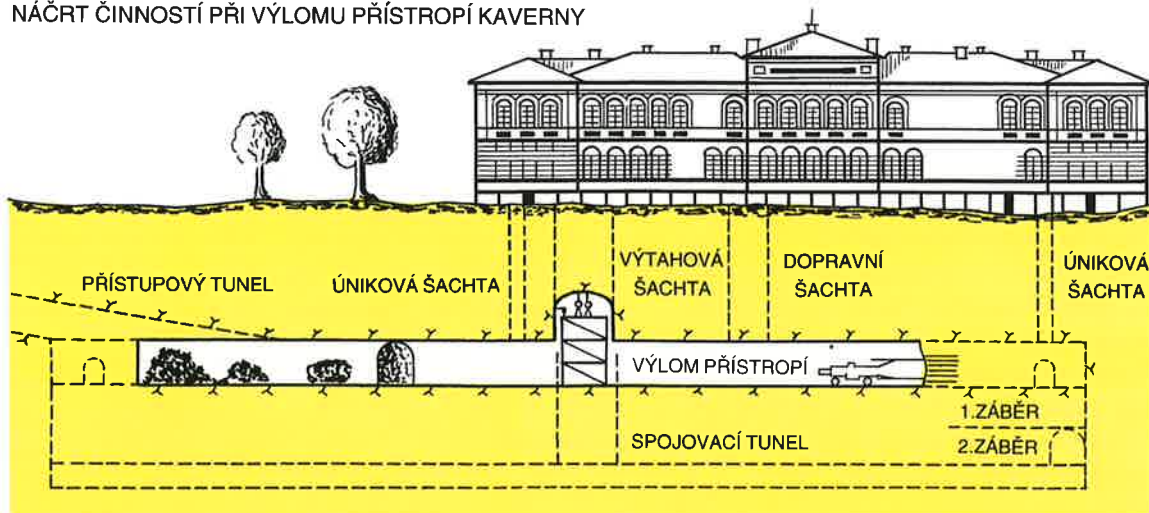 NÁČRT ČINNOSTÍ PŘI VÝLOMU PŘÍSTROPÍ KAVERNY
PŘÍSTUPOVÝ TUNEL
ÚNIKOVÁ ŠACHTA
VÝTAHOVÁ
ŠACHTA
DOPRAVNÍ
ŠACHTA
ÚNIKOVÁ
ŠACHTA
VÝLOM PŘÍSTROPÍ
1.ZÁBĚR
SPOJOVACÍ TUNEL
2.ZÁBĚR